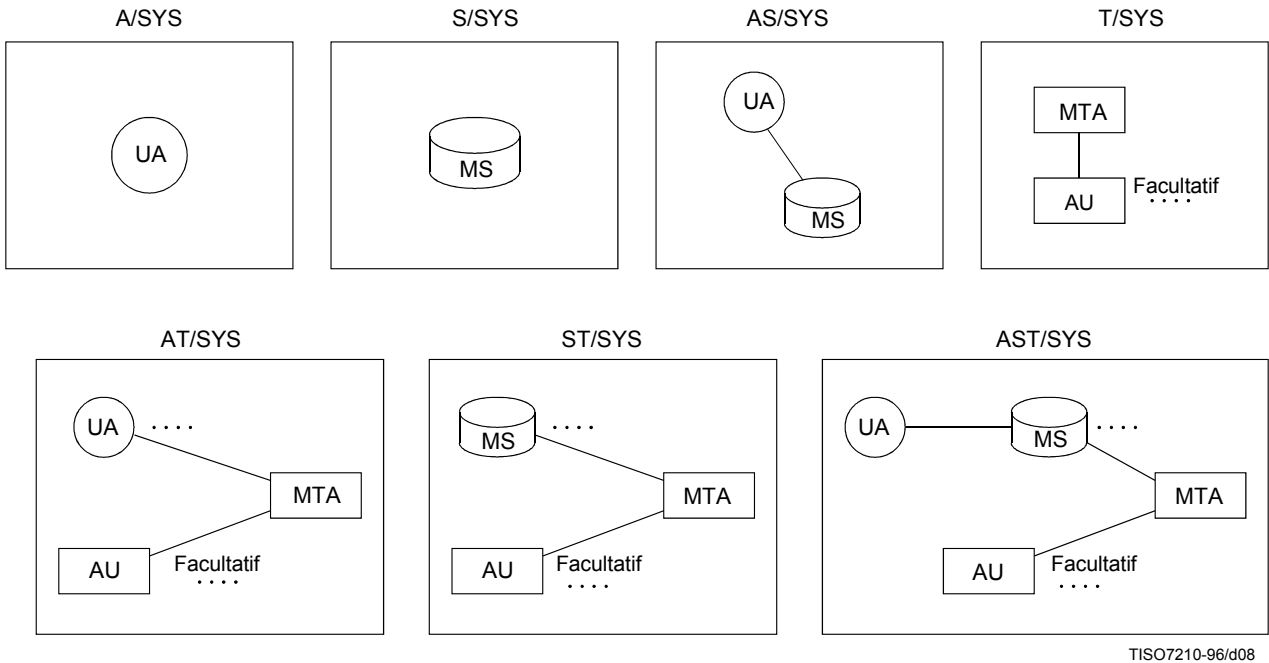 A/SYS
S/SYS
AS/SYS
T/SYS
UA
MS
UA
MS
MTA
AU
Facultatif
. . . .
AT/SYS
ST/SYS
AST/SYS
UA
. . . .
MTA
AU
Facultatif
. . . .
MS
. . . .
MTA
AU
Facultatif
. . . .
UA
MS
. . . .
MTA
AU
Facultatif
. . . .
TISO7210-96/d08